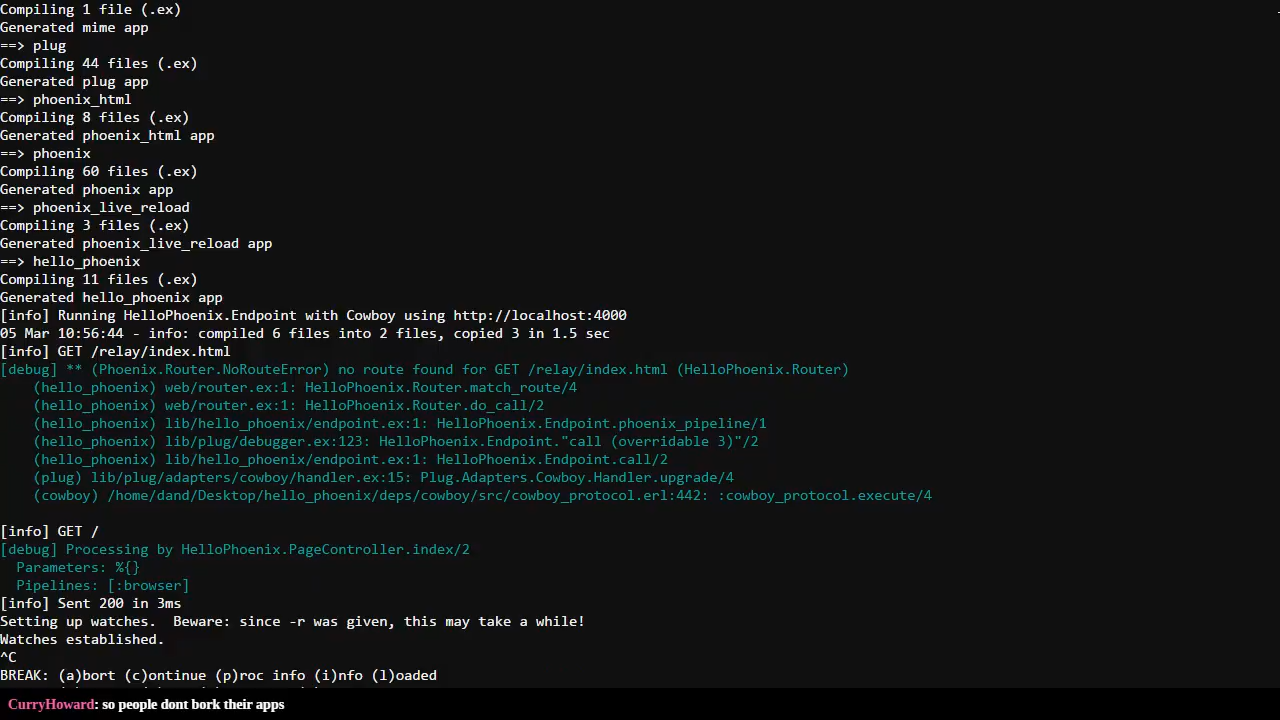 Compiling 1 file (.ex)
Generated mime app
==> plug
Compiling 44 files (.ex)
Generated plug app
==> phoenix_html
Compiling 8 files (.ex)
Generated phoenix_html app
==> phoenix
Compiling 60 files (.ex)
Generated phoenix app
==> phoenix_live_reload
Compiling 3 files (.ex)
Generated phoenix_live_reload app
==> hello_phoenix
Compiling 11 files (.ex)
Generated hello_phoenix app
[info] Running HelloPhoenix.Endpoint with Cowboy using http://localhost:4000
05 Mar 10:56:44 - info: compiled 6 files into 2 files, copied 3 in 1.5 sec
[info] GET /relay/index.html
[debug] ** (Phoenix.Router.NoRouteError) no route found for GET /relay/index.html (HelloPhoenix.Router)
    (hello_phoenix) web/router.ex:1: HelloPhoenix.Router.match_route/4
    (hello_phoenix) web/router.ex:1: HelloPhoenix.Router.do_call/2
    (hello_phoenix) lib/hello_phoenix/endpoint.ex:1: HelloPhoenix.Endpoint.phoenix_pipeline/1
    (hello_phoenix) lib/plug/debugger.ex:123: HelloPhoenix.Endpoint."call (overridable 3)"/2
    (hello_phoenix) lib/hello_phoenix/endpoint.ex:1: HelloPhoenix.Endpoint.call/2
    (plug) lib/plug/adapters/cowboy/handler.ex:15: Plug.Adapters.Cowboy.Handler.upgrade/4
    (cowboy) /home/dand/Desktop/hello_phoenix/deps/cowboy/src/cowboy_protocol.erl:442: :cowboy_protocol.execute/4
[info] GET /
[debug] Processing by HelloPhoenix.PageController.index/2
  Parameters: %{}
  Pipelines: [:browser]
[info] Sent 200 in 3ms
Setting up watches.  Beware: since -r was given, this may take a while!
Watches established.
^C
BREAK: (a)bort (c)ontinue (p)roc info (i)nfo (l)oaded
CurryHoward: so people dont bork their apps